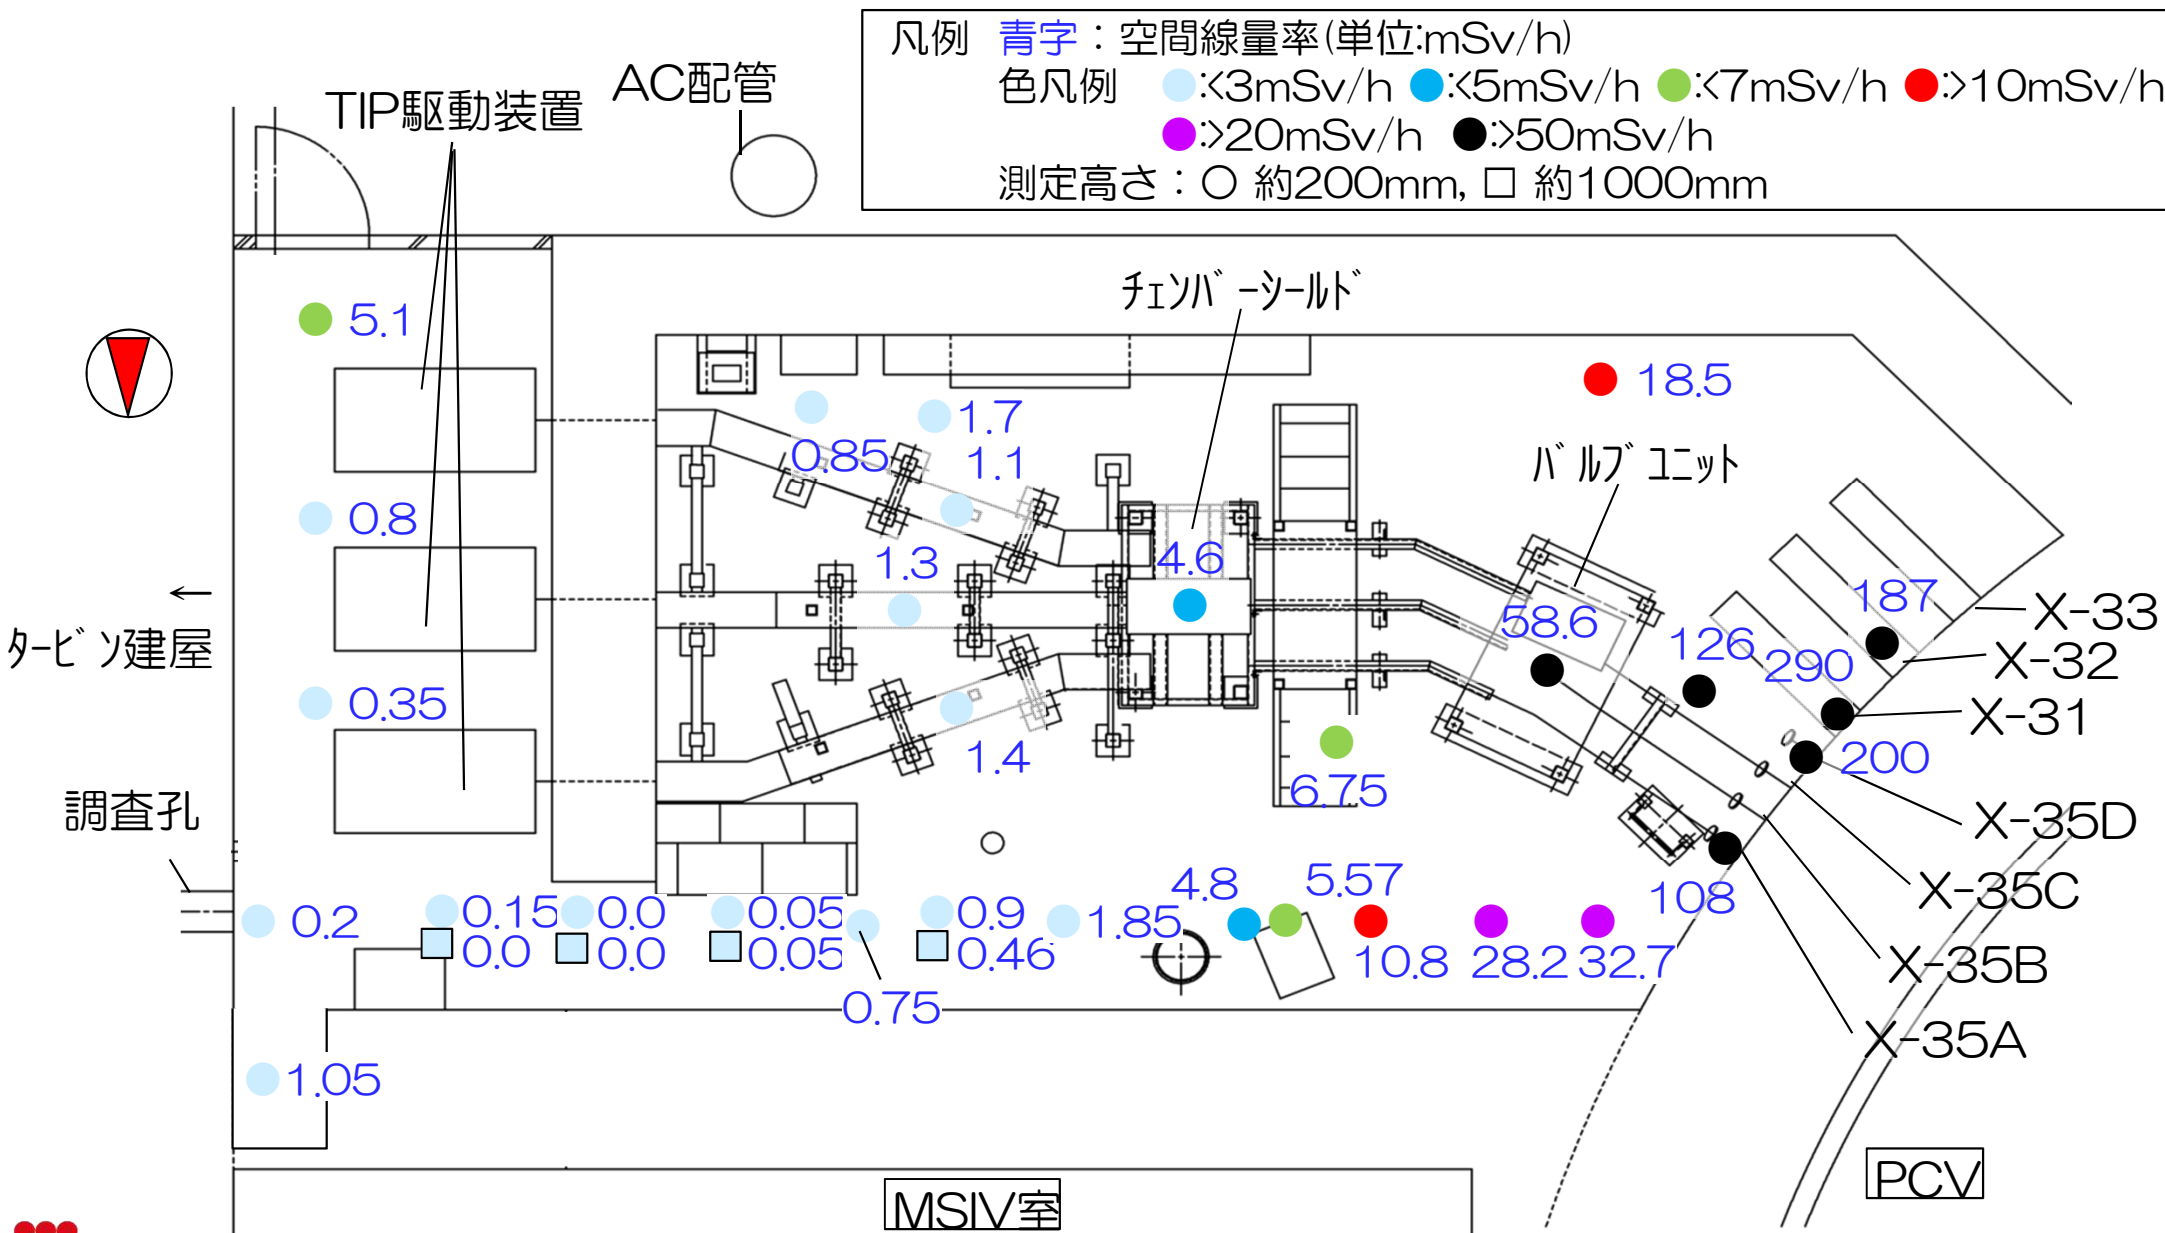 凡例 青字：空間線量率(単位:mSv/h)
色凡例 :<3mSv/h :<5mSv/h :<7mSv/h :>10mSv/h
:>20mSv/h :>50mSv/h
測定高さ：○ 約200mm, □ 約1000mm
AC配管
TIP駆動装置
チェンバーシールド
5.1
18.5
1.7
0.85
1.1
バルブユニット
0.8
1.3
4.6
58.6
187
X-33
126
290
X-32
タービン建屋
0.35
X-31
1.4
200
6.75
調査孔
X-35D
4.8
5.57
108
X-35C
0.2
0.15
0.0
0.05
0.9
1.85
0.0
0.0
0.05
0.46
10.8
28.2
32.7
X-35B
0.75
X-35A
1.05
PCV
MSIV室